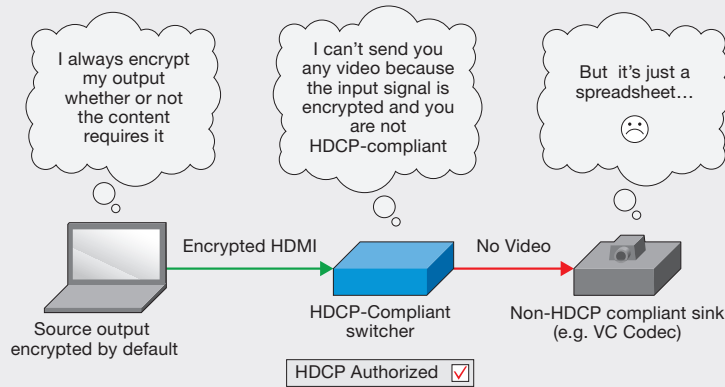 I always encrypt
my output
whether or not
the content
requires it
I can't send you
any video because
the input signal is
encrypted and you
are not
HDCP-compliant
But it's just a
spreadsheet…
Encrypted HDMI
No Video
Source output
encrypted by default
HDCP-Compliant
switcher
Non-HDCP compliant sink
(e.g. VC Codec)
HDCP Authorized